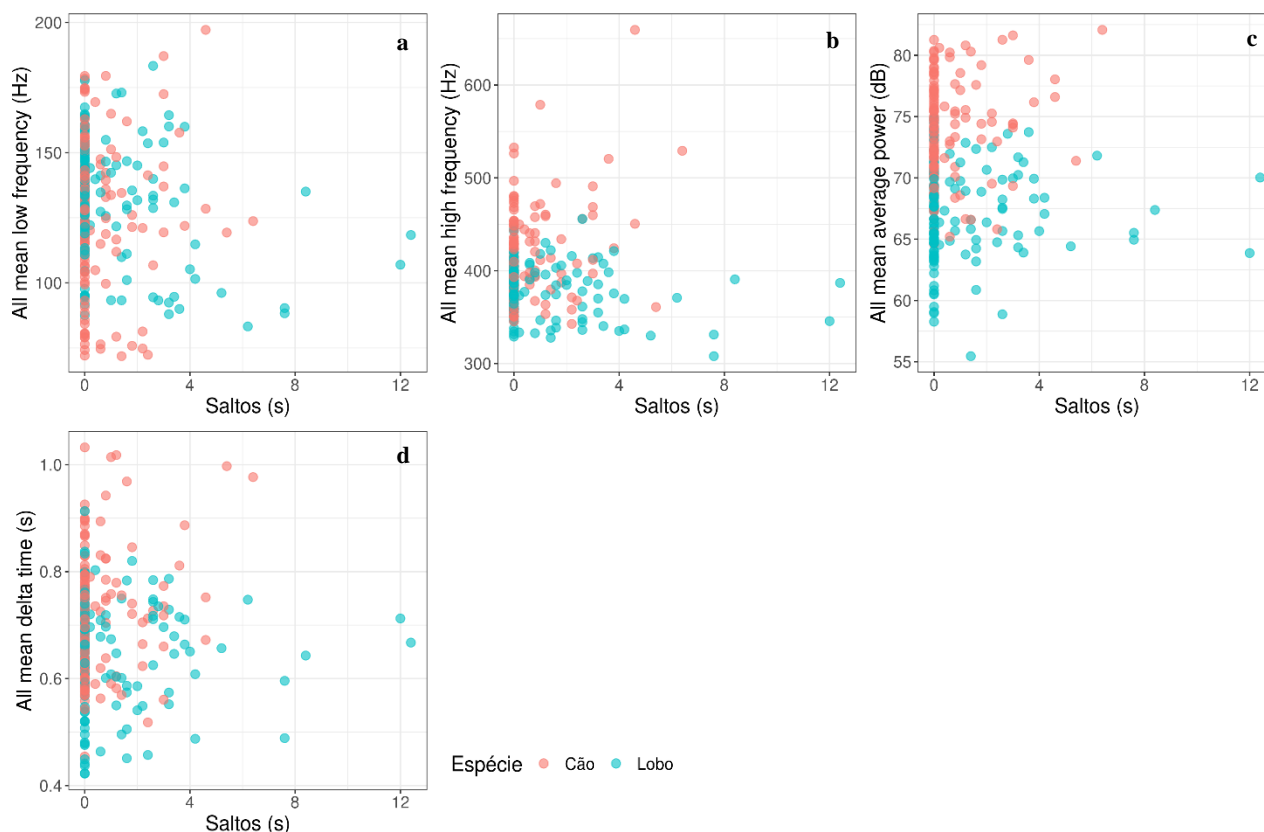 a
All mean low frequency (Hz)
200
150
100
0 4 8 12
Saltos (s)
b
All mean high frequency (Hz)
600
500
400
300
0 4 8 12
Saltos (s)
c
All mean average power (dB)
80
75
70
65
60
55
0 4 8 12
Saltos (s)
d
All mean delta time (s)
1.0
0.8
0.6
0.4
0 4 8 12
Saltos (s)
Espécie Cão Lobo